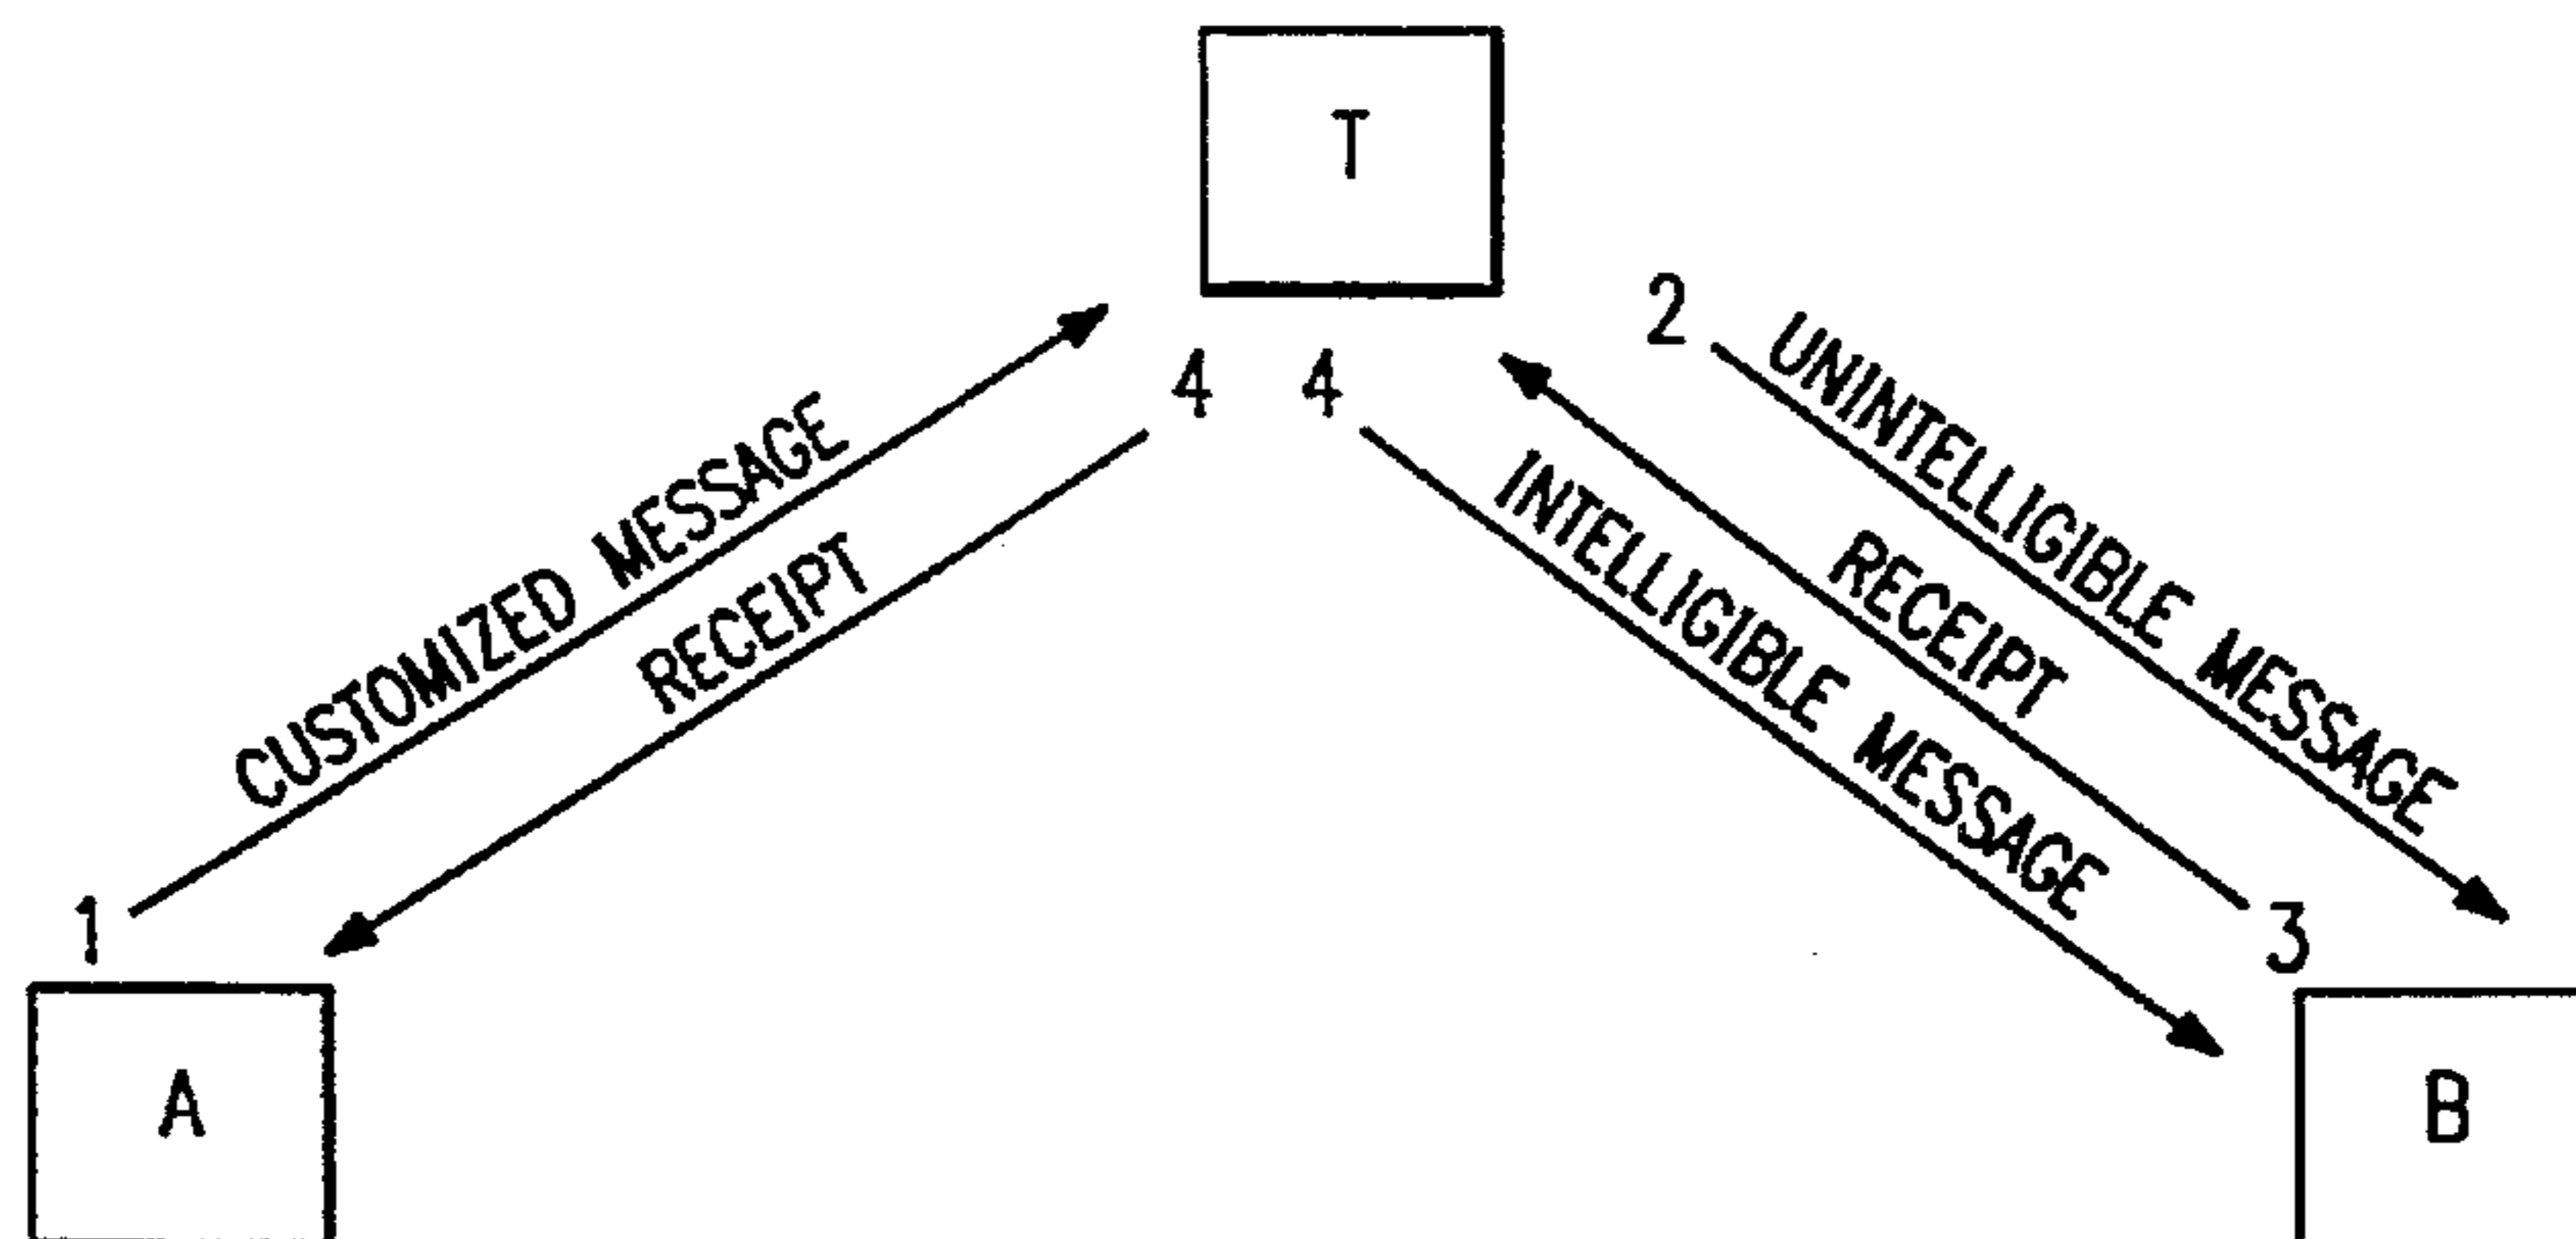 T
2 UNINTELLIGIBLE MESSAGE
4 4
CUSTOMIZED MESSAGE
RECEIPT
INTELLIGIBLE MESSAGE
RECEIPT
1
3
A
B